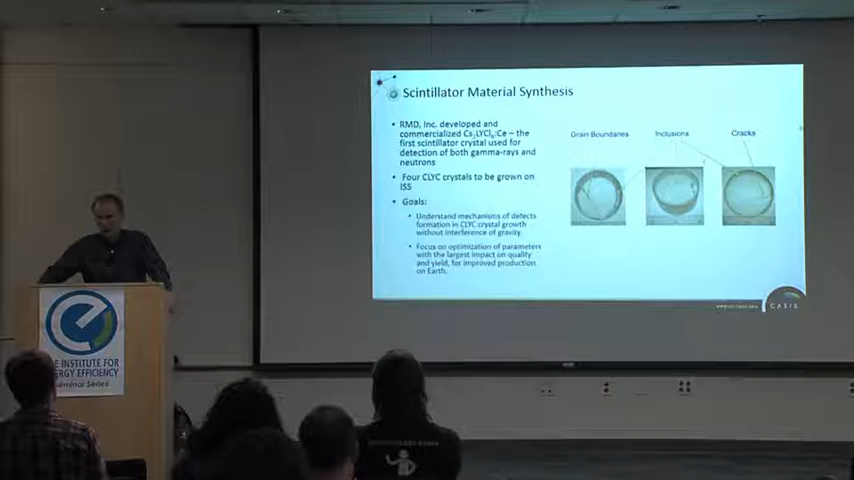 Scintillator Material Synthesis
• RMD, Inc. developed and
commercialized Cs₂LYCl₆:Ce – the
first scintillator crystal used for
detection of both gamma-rays and
neutrons
• Four CLYC crystals to be grown on
ISS
• Goals:
• Understand mechanisms of defects
formation in CLYC crystal growth
without interference of gravity.
• Focus on optimization of parameters
with the largest impact on quality
and yield, for improved production
on Earth.
Grain Boundaries
Inclusions
Cracks
CASIS
E INSTITUTE FOR
ERGY EFFICIENCY
Seminar Series